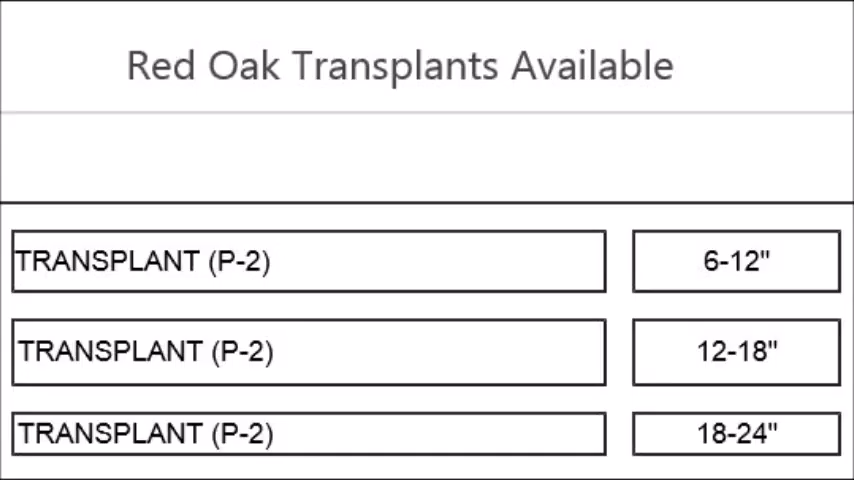 Red Oak Transplants Available
TRANSPLANT (P-2) 6-12"
TRANSPLANT (P-2) 12-18"
TRANSPLANT (P-2) 18-24"